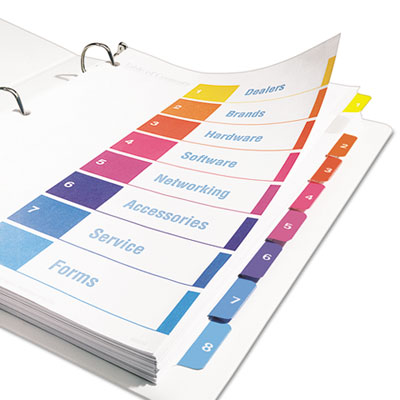 1 Dealers
2 Brands
3 Hardware
4 Software
5 Networking
6 Accessories
7 Service
Forms
1
2
3
4
5
6
7
8